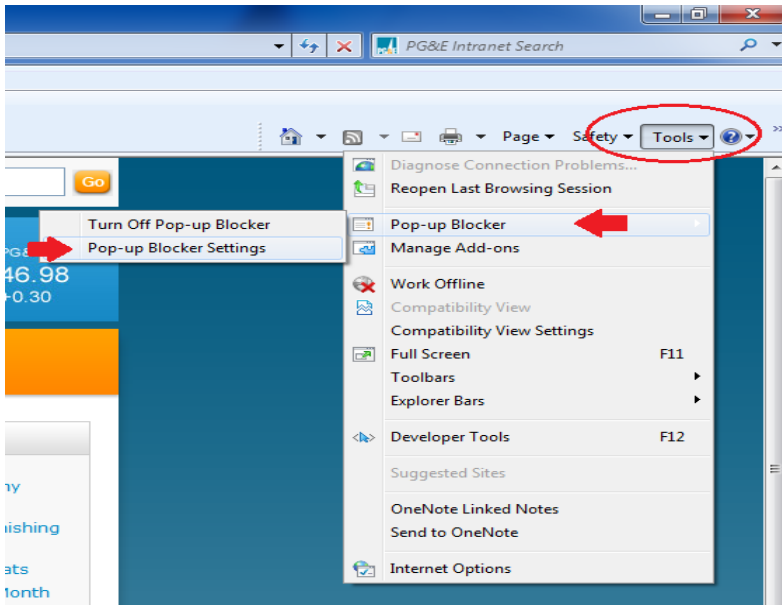 PG&E Intranet Search
Page Safety Tools
Go
Diagnose Connection Problems...
Reopen Last Browsing Session
Turn Off Pop-up Blocker
Pop-up Blocker Settings
Pop-up Blocker
Manage Add-ons
46.98
+0.30
Work Offline
Compatibility View
Compatibility View Settings
Full Screen F11
Toolbars
Explorer Bars
Developer Tools F12
Suggested Sites
OneNote Linked Notes
Send to OneNote
Internet Options